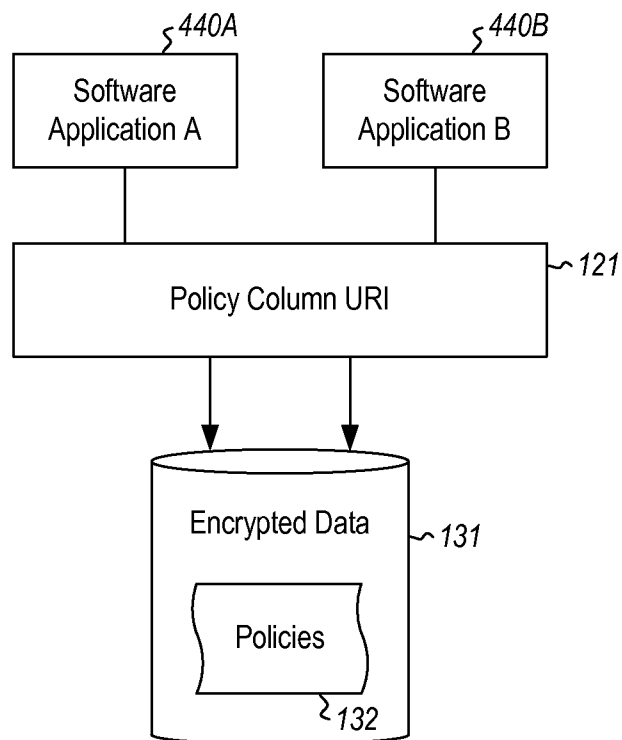 440A
440B
Software
Application A
Software
Application B
121
Policy Column URI
Encrypted Data
131
Policies
132